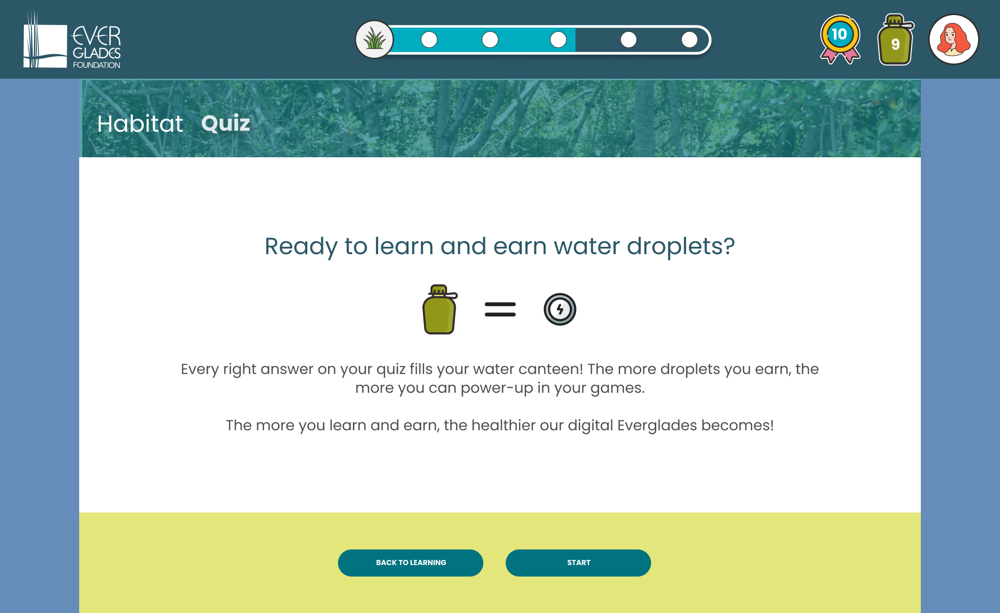 EVER
GLADES
FOUNDATION
10
9
Habitat Quiz
Ready to learn and earn water droplets?
Every right answer on your quiz fills your water canteen! The more droplets you earn, the
more you can power-up in your games.
The more you learn and earn, the healthier our digital Everglades becomes!
BACK TO LEARNING
START